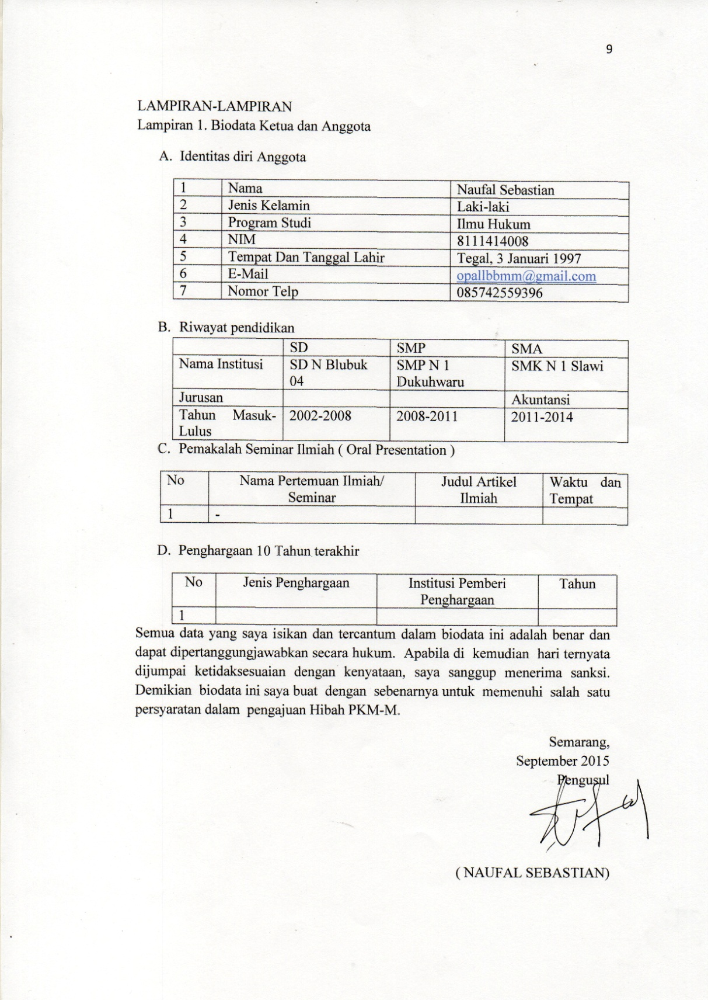 9
LAMPIRAN-LAMPIRAN
Lampiran 1. Biodata Ketua dan Anggota
A. Identitas diri Anggota
1 Nama Naufal Sebastian
2 Jenis Kelamin Laki-laki
3 Program Studi Ilmu Hukum
4 NIM 8111414008
5 Tempat Dan Tanggal Lahir Tegal, 3 Januari 1997
6 E-Mail opallbbmm@gmail.com
7 Nomor Telp 085742559396
B. Riwayat pendidikan
SD SMP SMA
Nama Institusi SD N Blubuk SMP N 1 SMK N 1 Slawi
04 Dukuhwaru
Jurusan Akuntansi
Tahun Masuk- 2002-2008 2008-2011 2011-2014
Lulus
C. Pemakalah Seminar Ilmiah ( Oral Presentation )
No Nama Pertemuan Ilmiah/ Judul Artikel Waktu dan
Seminar Ilmiah Tempat
1 -
D. Penghargaan 10 Tahun terakhir
No Jenis Penghargaan Institusi Pemberi Tahun
Penghargaan
1
Semua data yang saya isikan dan tercantum dalam biodata ini adalah benar dan
dapat dipertanggungjawabkan secara hukum. Apabila di kemudian hari ternyata
dijumpai ketidaksesuaian dengan kenyataan, saya sanggup menerima sanksi.
Demikian biodata ini saya buat dengan sebenarnya untuk memenuhi salah satu
persyaratan dalam pengajuan Hibah PKM-M.
Semarang,
September 2015
Pengusul
( NAUFAL SEBASTIAN)